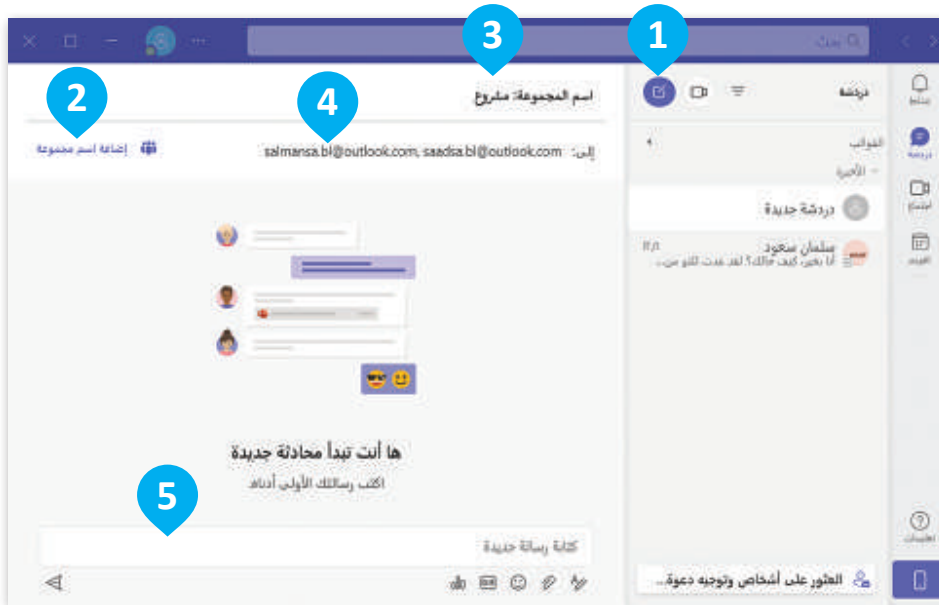 بحث
3
1
2
4
5
اسم المجموعة: مشروع
إلى: salmansa.bl@outlook.com, saadsa.bl@outlook.com
إضافة اسم مجموعة
ها أنت تبدأ محادثة جديدة
اكتب رسالتك الأولى أدناه.
كتابة رسالة جديدة
دردشة
القوالب
الأخيرة
دردشة جديدة
سلمان سعود
أنا بخير، كيف حالك؟ لقد عدت للتو من...
العثور على أشخاص وتوجيه دعوة...
نشاط
دردشة
اجتماع
التقويم
تعليمات